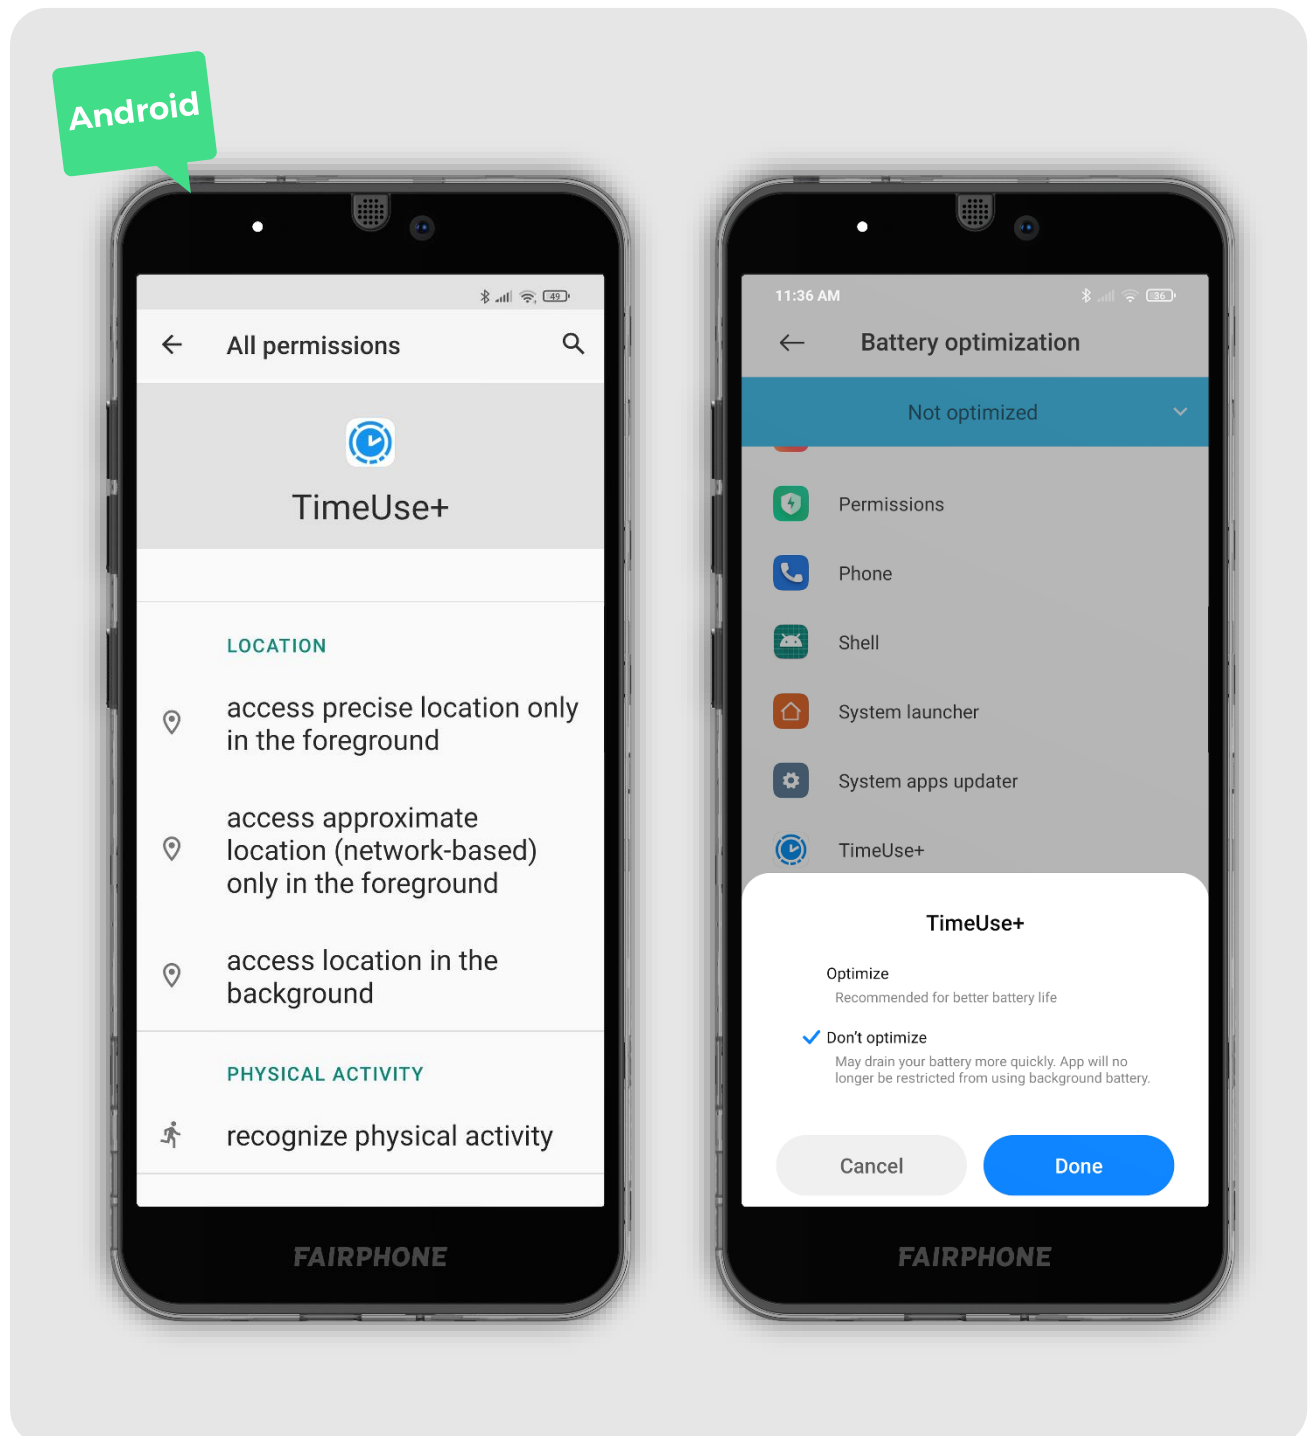 Android
49
All permissions
TimeUse+
LOCATION
access precise location only
in the foreground
access approximate
location (network-based)
only in the foreground
access location in the
background
PHYSICAL ACTIVITY
recognize physical activity
FAIRPHONE
11:36 AM
36
Battery optimization
Not optimized
Permissions
Phone
Shell
System launcher
System apps updater
TimeUse+
TimeUse+
Optimize
Recommended for better battery life
Don't optimize
May drain your battery more quickly. App will no
longer be restricted from using background battery.
Cancel
Done
FAIRPHONE